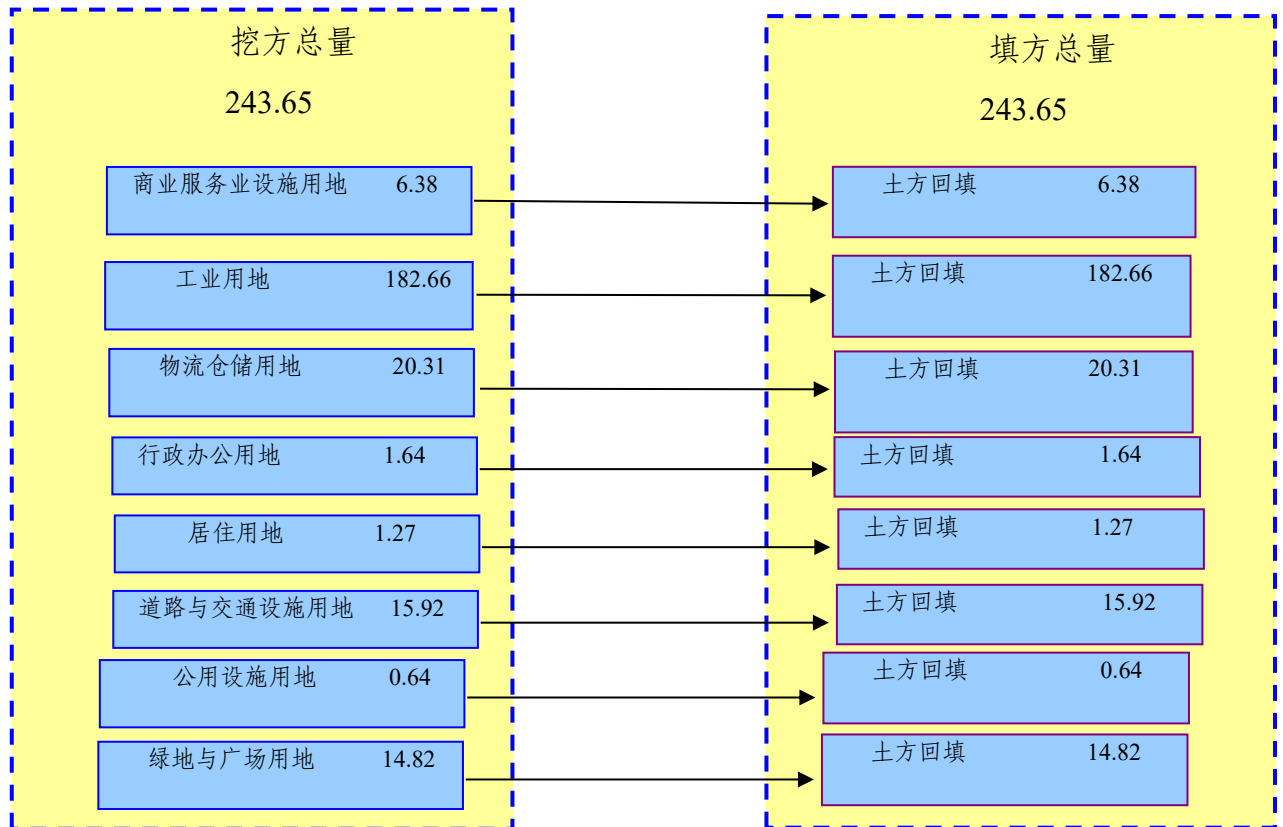 挖方总量
243.65
商业服务业设施用地 6.38
工业用地 182.66
物流仓储用地 20.31
行政办公用地 1.64
居住用地 1.27
道路与交通设施用地 15.92
公用设施用地 0.64
绿地与广场用地 14.82
填方总量
243.65
土方回填 6.38
土方回填 182.66
土方回填 20.31
土方回填 1.64
土方回填 1.27
土方回填 15.92
土方回填 0.64
土方回填 14.82